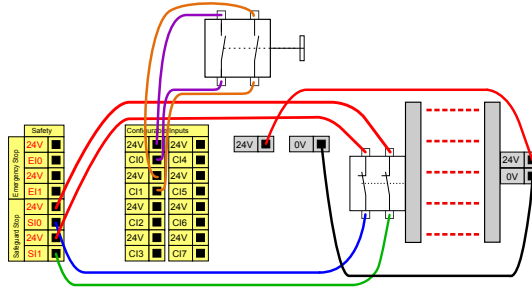 Safety
Emergency Stop
24V
EI0
24V
EI1
Safeguard Stop
24V
SI0
24V
SI1
Configurable Inputs
24V 24V
CI0 CI4
24V 24V
CI1 CI5
24V 24V
CI2 CI6
24V 24V
CI3 CI7
24V
0V
24V
0V